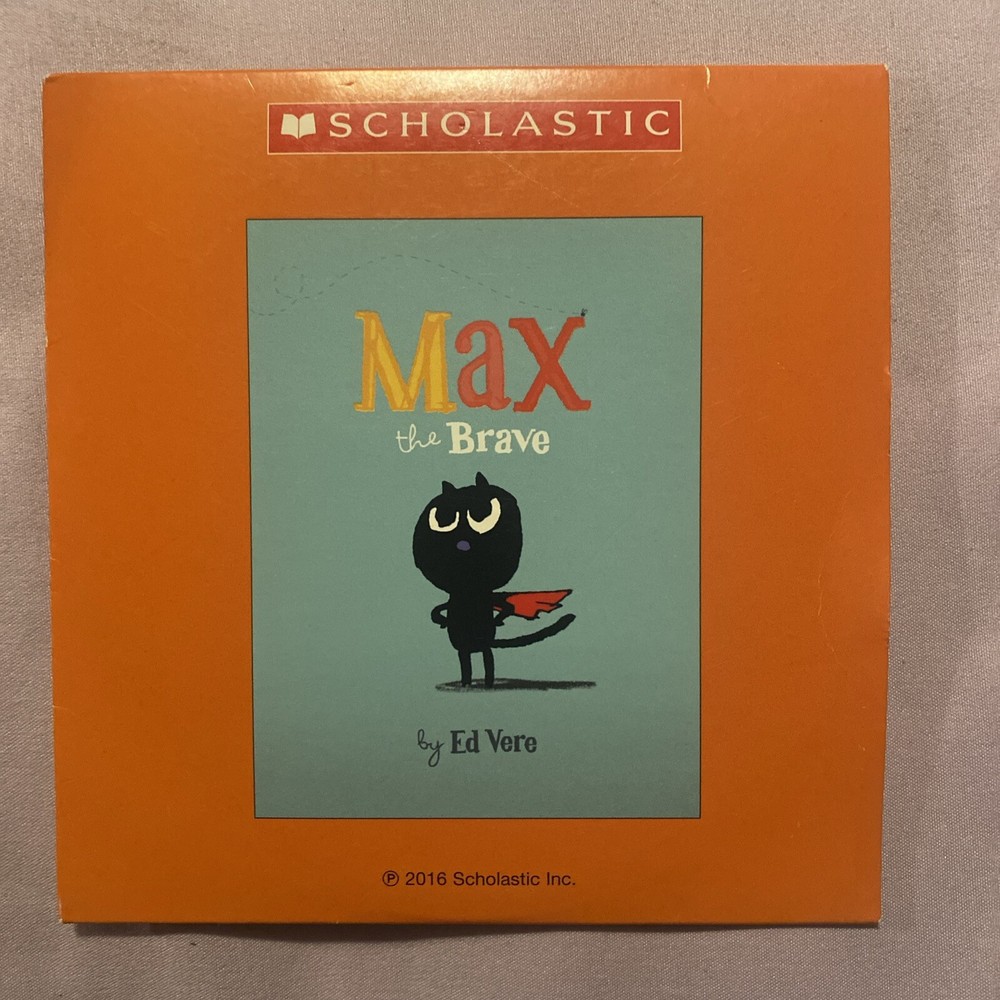 SCHOLASTIC
Max
the Brave
by Ed Vere
℗ 2016 Scholastic Inc.